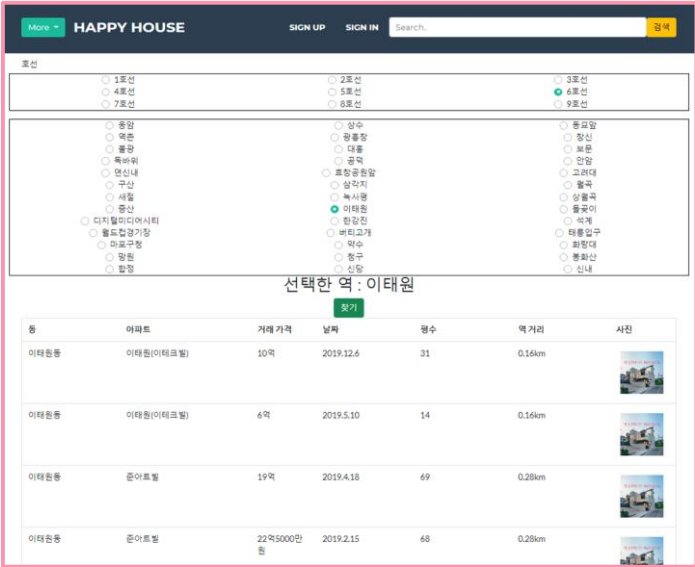 More HAPPY HOUSE SIGN UP SIGN IN Search.. 검색
호선
1호선 2호선 3호선
4호선 5호선 6호선
7호선 8호선 9호선
응암 상수 동묘앞
역촌 광흥창 창신
불광 대흥 보문
독바위 공덕 안암
연신내 효창공원앞 고려대
구산 삼각지 월곡
새절 녹사평 상월곡
증산 이태원 돌곶이
디지털미디어시티 한강진 석계
월드컵경기장 버티고개 태릉입구
마포구청 약수 화랑대
망원 청구 봉화산
합정 신당 신내
선택한 역 : 이태원
찾기
동 아파트 거래 가격 날짜 평수 역 거리 사진
이태원동 이태원(이테크빌) 10억 2019.12.6 31 0.16km
이태원동 이태원(이테크빌) 6억 2019.5.10 14 0.16km
이태원동 준아트빌 19억 2019.4.18 69 0.28km
이태원동 준아트빌 22억5000만 2019.2.15 68 0.28km
원